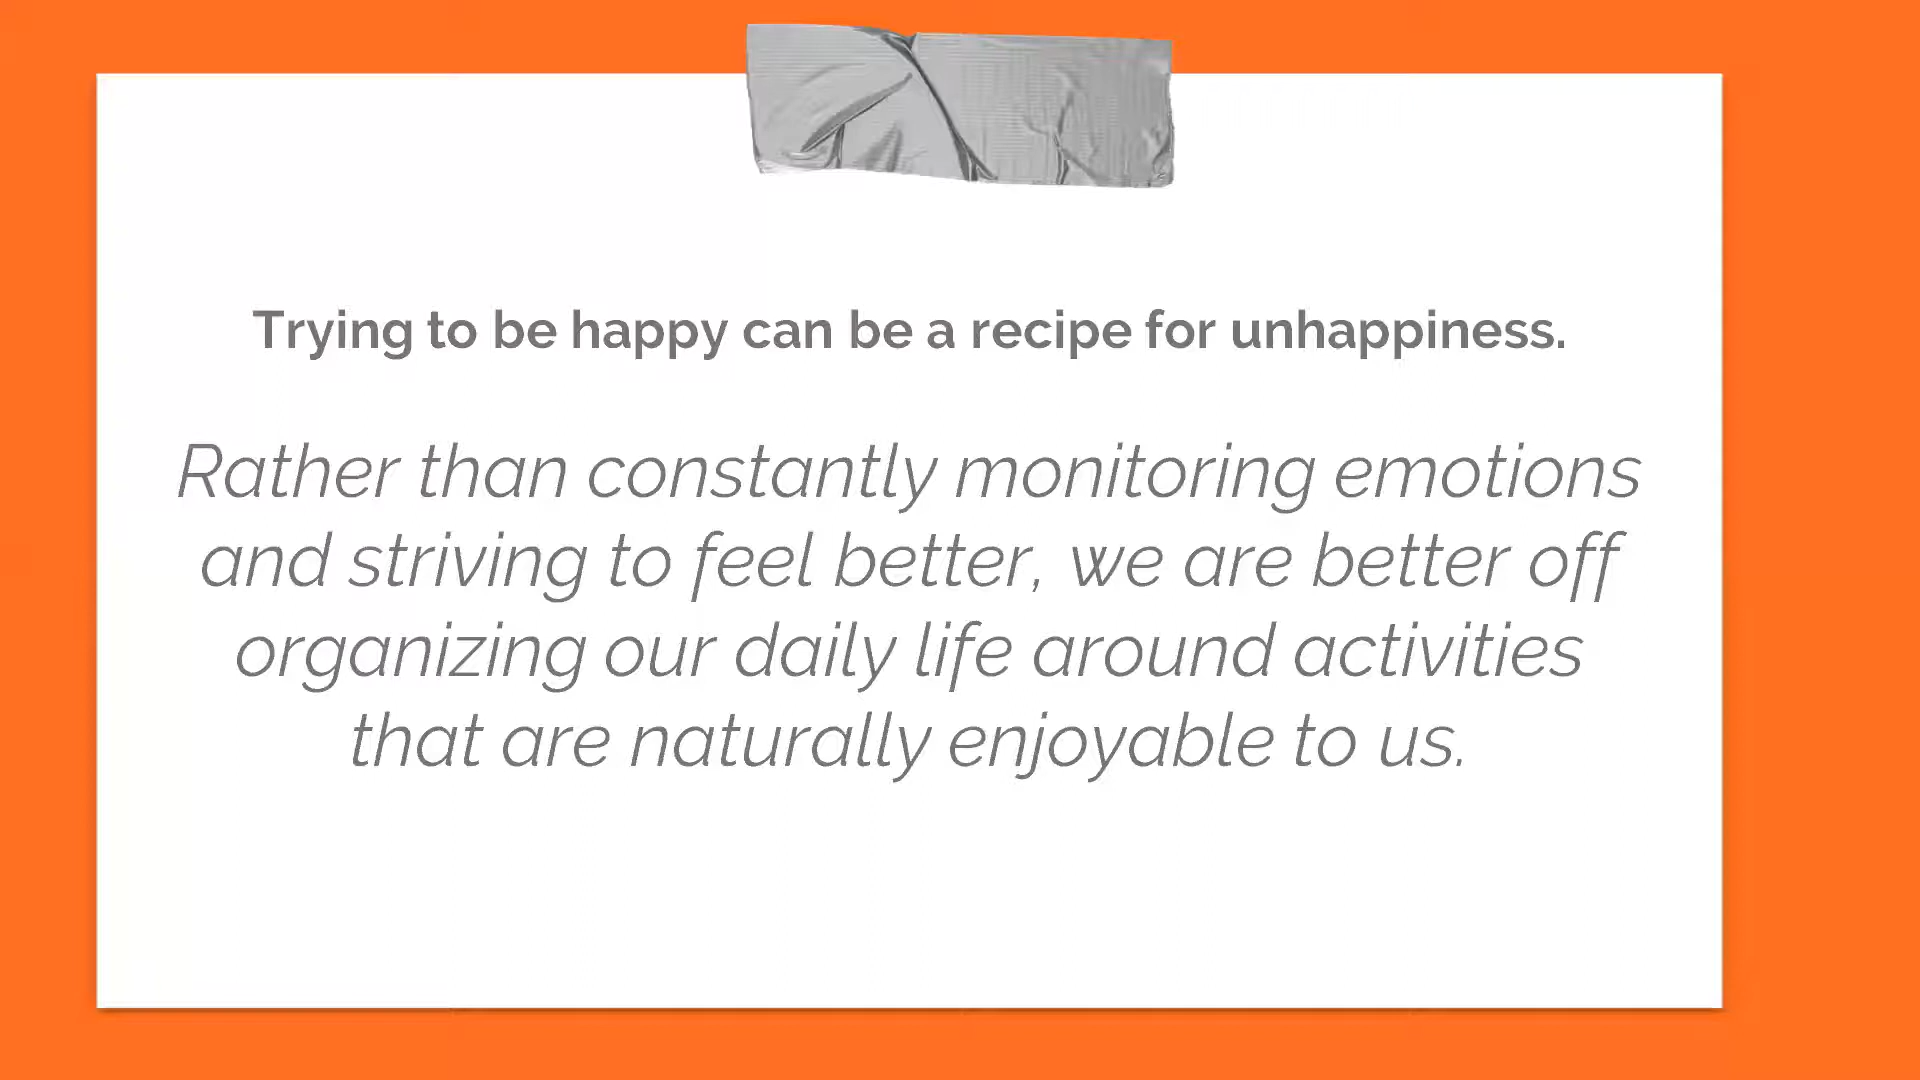 Trying to be happy can be a recipe for unhappiness.
Rather than constantly monitoring emotions
and striving to feel better, we are better off
organizing our daily life around activities
that are naturally enjoyable to us.